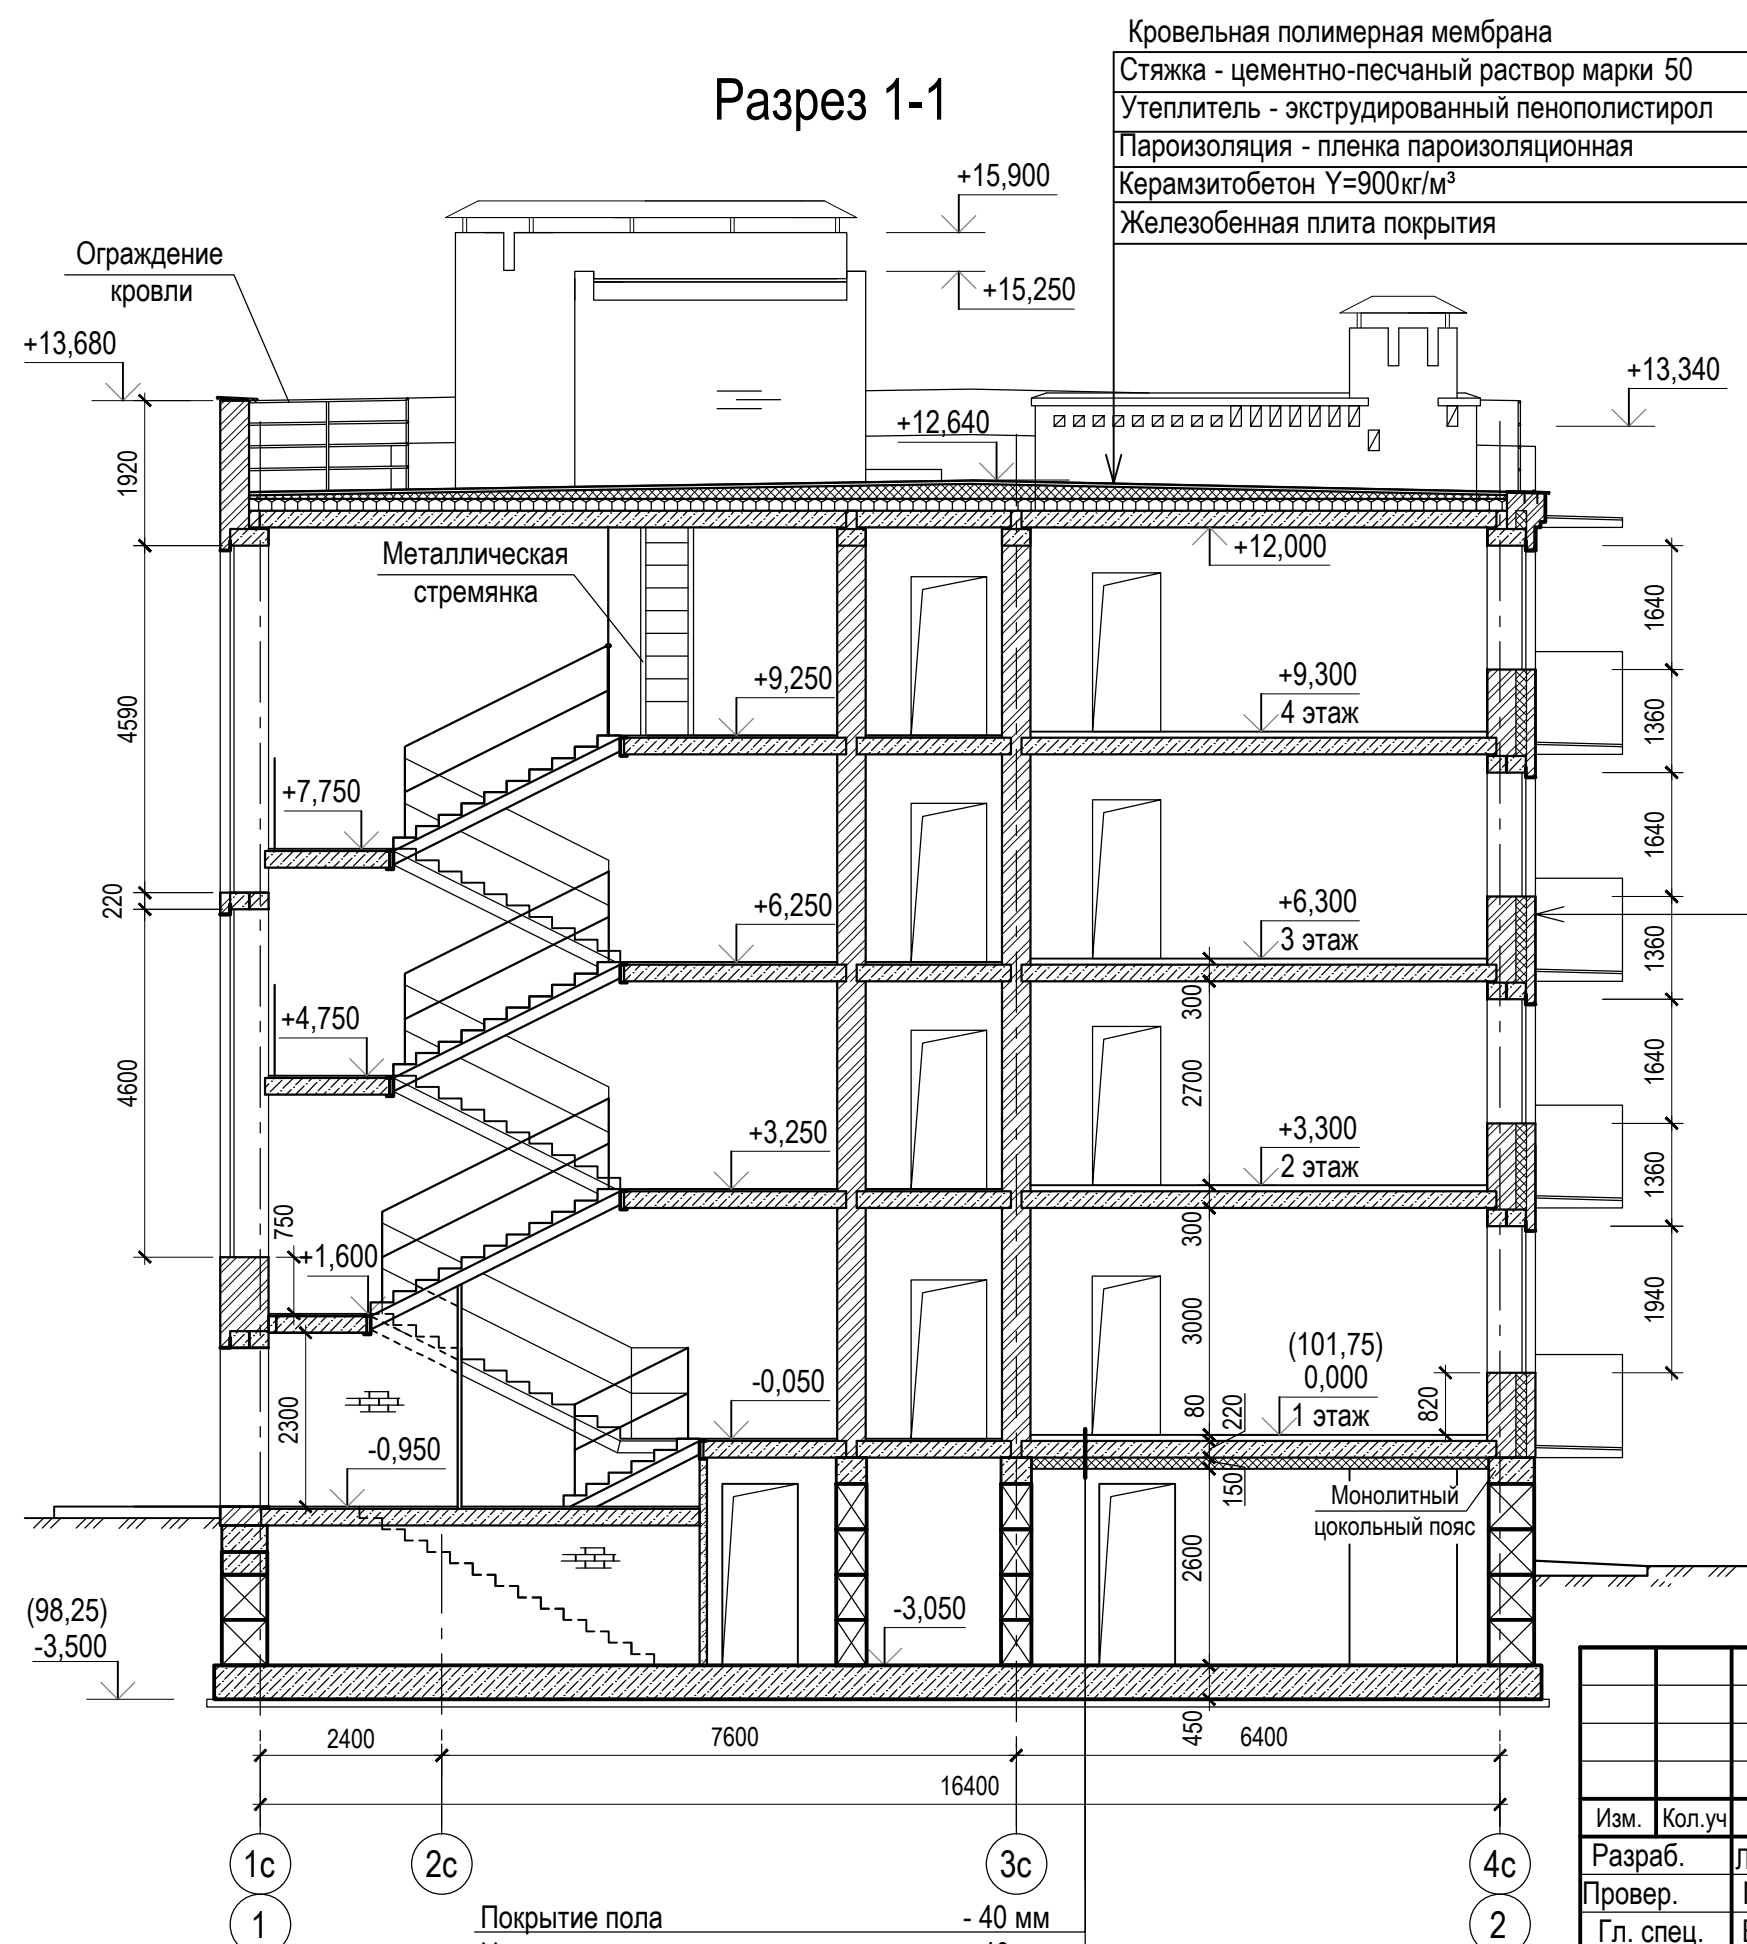 Разрез 1-1
Кровельная полимерная мембрана
Стяжка - цементно-песчаный раствор марки 50
Утеплитель - экструдированный пенополистирол
Пароизоляция - пленка пароизоляционная
Керамзитобетон Y=900кг/м³
Железобенная плита покрытия
+15,900
+15,250
Ограждение
кровли
+13,680
+13,340
+12,640
1920
Металлическая
стремянка
+12,000
1640
+9,250
+9,300
4 этаж
1360
4590
+7,750
1640
220
+6,250
+6,300
3 этаж
1360
300
+4,750
4600
2700
1640
+3,250
+3,300
2 этаж
1360
750
300
+1,600
3000
1940
(101,75)
0,000
1 этаж
-0,050
80
220
820
2300
-0,950
150
Монолитный
цокольный пояс
2600
(98,25)
-3,500
-3,050
450
2400
7600
6400
16400
1с
2с
3с
4с
1
2
Покрытие пола - 40 мм
Изм. Кол.уч
Разраб.
Провер.
Гл. спец.